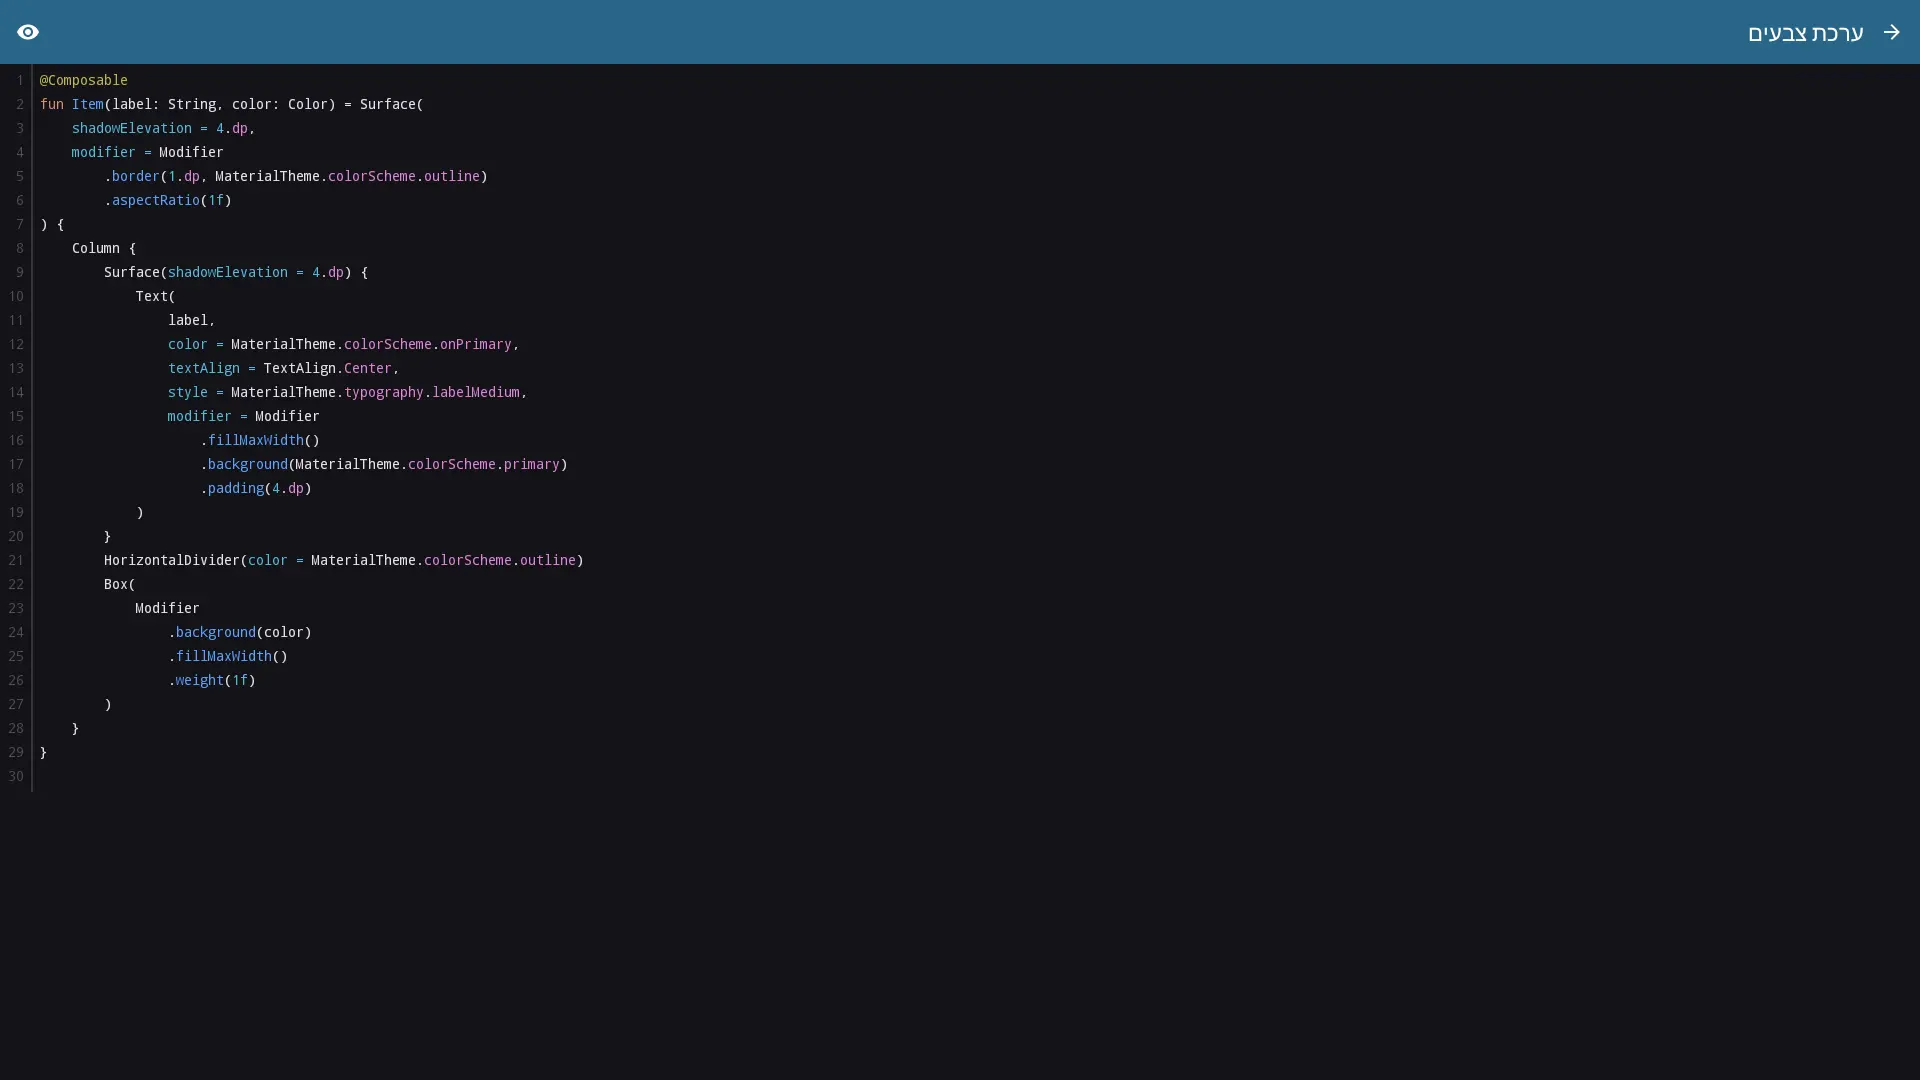 ערכת צבעים
1 @Composable
2 fun Item(label: String, color: Color) = Surface(
3     shadowElevation = 4.dp,
4     modifier = Modifier
5         .border(1.dp, MaterialTheme.colorScheme.outline)
6         .aspectRatio(1f)
7 ) {
8     Column {
9         Surface(shadowElevation = 4.dp) {
10             Text(
11                 label,
12                 color = MaterialTheme.colorScheme.onPrimary,
13                 textAlign = TextAlign.Center,
14                 style = MaterialTheme.typography.labelMedium,
15                 modifier = Modifier
16                     .fillMaxWidth()
17                     .background(MaterialTheme.colorScheme.primary)
18                     .padding(4.dp)
19             )
20         }
21         HorizontalDivider(color = MaterialTheme.colorScheme.outline)
22         Box(
23             Modifier
24                 .background(color)
25                 .fillMaxWidth()
26                 .weight(1f)
27         )
28     }
29 }
30